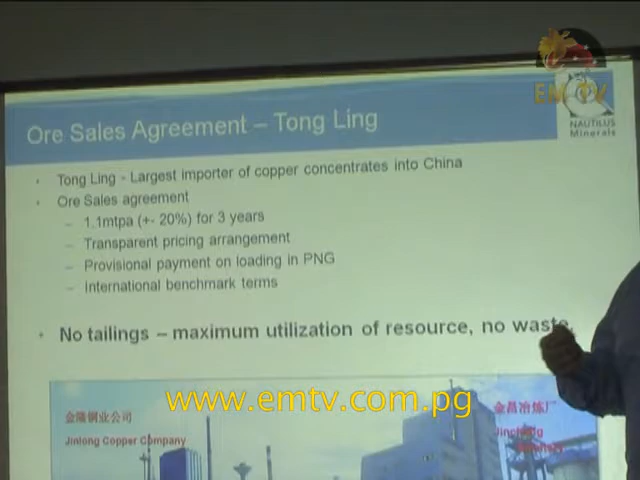 EMTV
NAUTILUS
Minerals
Ore Sales Agreement – Tong Ling
• Tong Ling - Largest importer of copper concentrates into China
• Ore Sales agreement
– 1.1mtpa (+- 20%) for 3 years
– Transparent pricing arrangement
– Provisional payment on loading in PNG
– International benchmark terms
• No tailings – maximum utilization of resource, no waste
www.emtv.com.pg
金隆铜业公司
Jinlong Copper Company
金昌冶炼厂